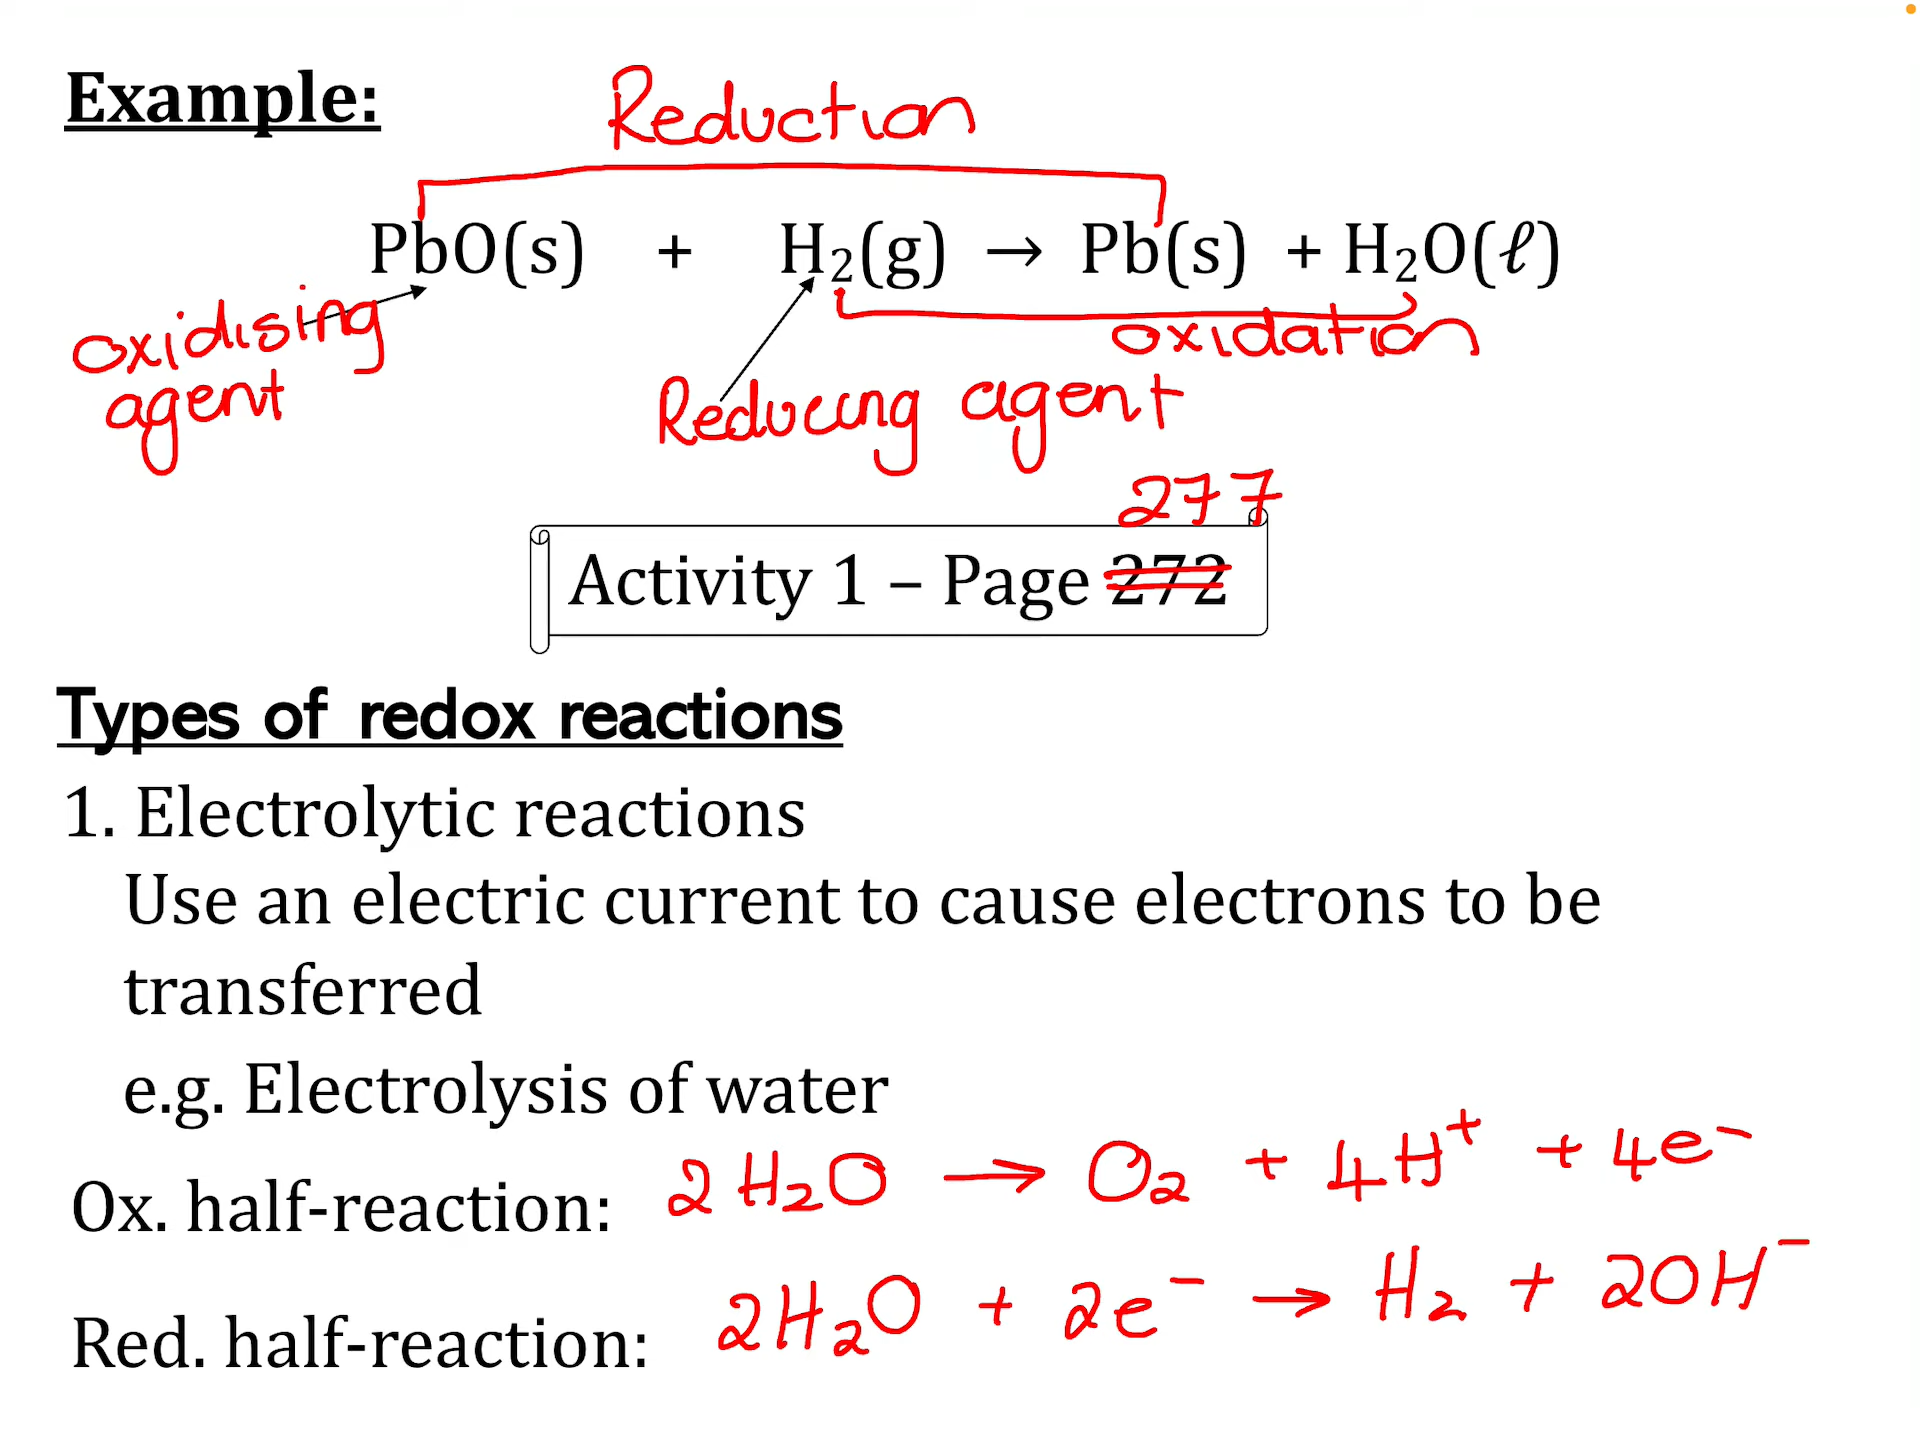 Example:
Reduction
PbO(s) + H₂(g) → Pb(s) + H₂O(ℓ)
oxidising
agent
oxidation
Reducing agent
277
Activity 1 – Page 272
Types of redox reactions
1. Electrolytic reactions
Use an electric current to cause electrons to be
transferred
e.g. Electrolysis of water
Ox. half-reaction: 2H₂O → O₂ + 4H⁺ + 4e⁻
Red. half-reaction: 2H₂O + 2e⁻ → H₂ + 2OH⁻